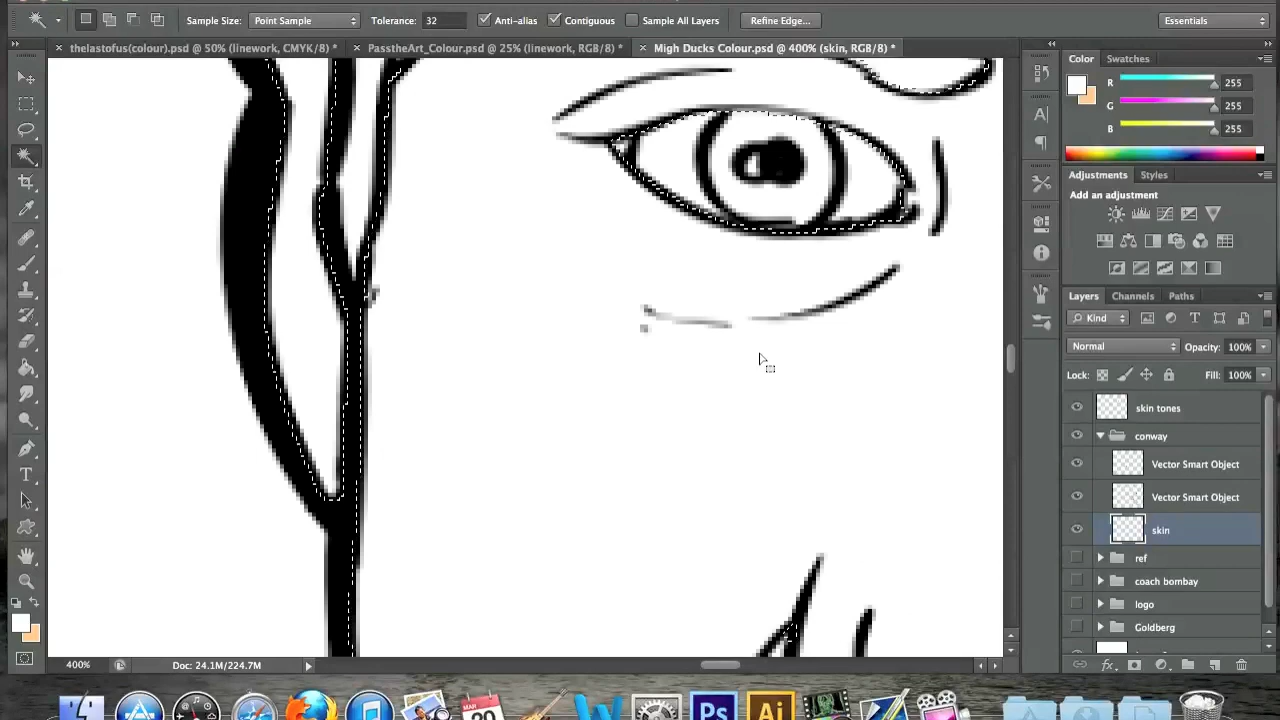 Sample Size: Point Sample Tolerance: 32 Anti-alias Contiguous Sample All Layers Refine Edge... Essentials
thelastofus(colour).psd @ 50% (linework, CMYK/8) * PasstheArt_Colour.psd @ 25% (linework, RGB/8) * Migh Ducks Colour.psd @ 400% (skin, RGB/8) *
Color Swatches
R 255
G 255
B 255
Adjustments Styles
Add an adjustment
Layers Channels Paths
Kind
Normal Opacity: 100%
Lock: Fill: 100%
skin tones
conway
Vector Smart Object
Vector Smart Object
skin
ref
coach bombay
logo
Goldberg
400% Doc: 24.1M/224.7M
MAR
Ps Ai